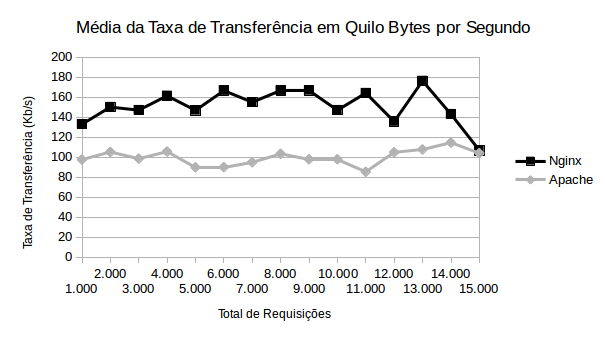 Média da Taxa de Transferência em Quilo Bytes por Segundo
200
180
160
140
120
100
80
60
40
20
0
Taxa de Transferência (Kb/s)
2.000 4.000 6.000 8.000 10.000 12.000 14.000
1.000 3.000 5.000 7.000 9.000 11.000 13.000 15.000
Total de Requisições
Nginx
Apache